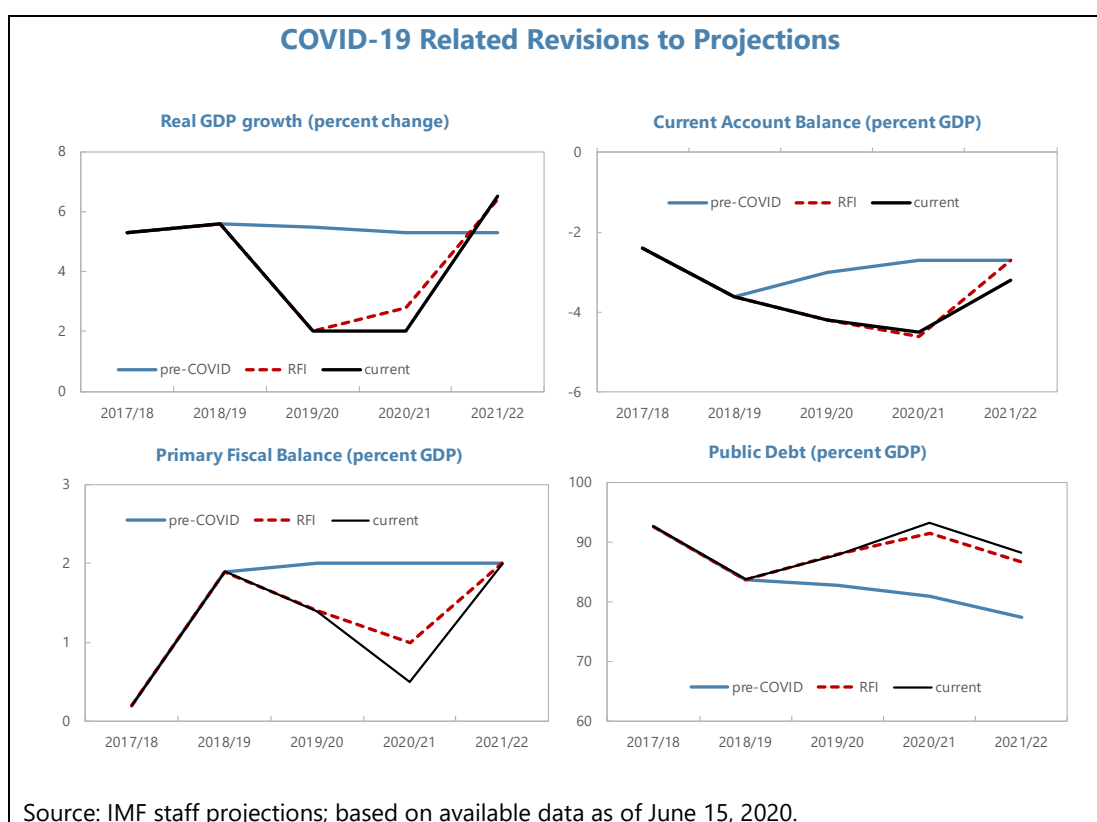 COVID-19 Related Revisions to Projections
Real GDP growth (percent change)
8
6
4
2
0
pre-COVID RFI current
2017/18 2018/19 2019/20 2020/21 2021/22
Current Account Balance (percent GDP)
-0
-2
-4
-6
pre-COVID RFI current
2017/18 2018/19 2019/20 2020/21 2021/22
Primary Fiscal Balance (percent GDP)
3
2
1
0
pre-COVID RFI current
2017/18 2018/19 2019/20 2020/21 2021/22
Public Debt (percent GDP)
100
90
80
70
60
pre-COVID RFI current
2017/18 2018/19 2019/20 2020/21 2021/22
Source: IMF staff projections; based on available data as of June 15, 2020.